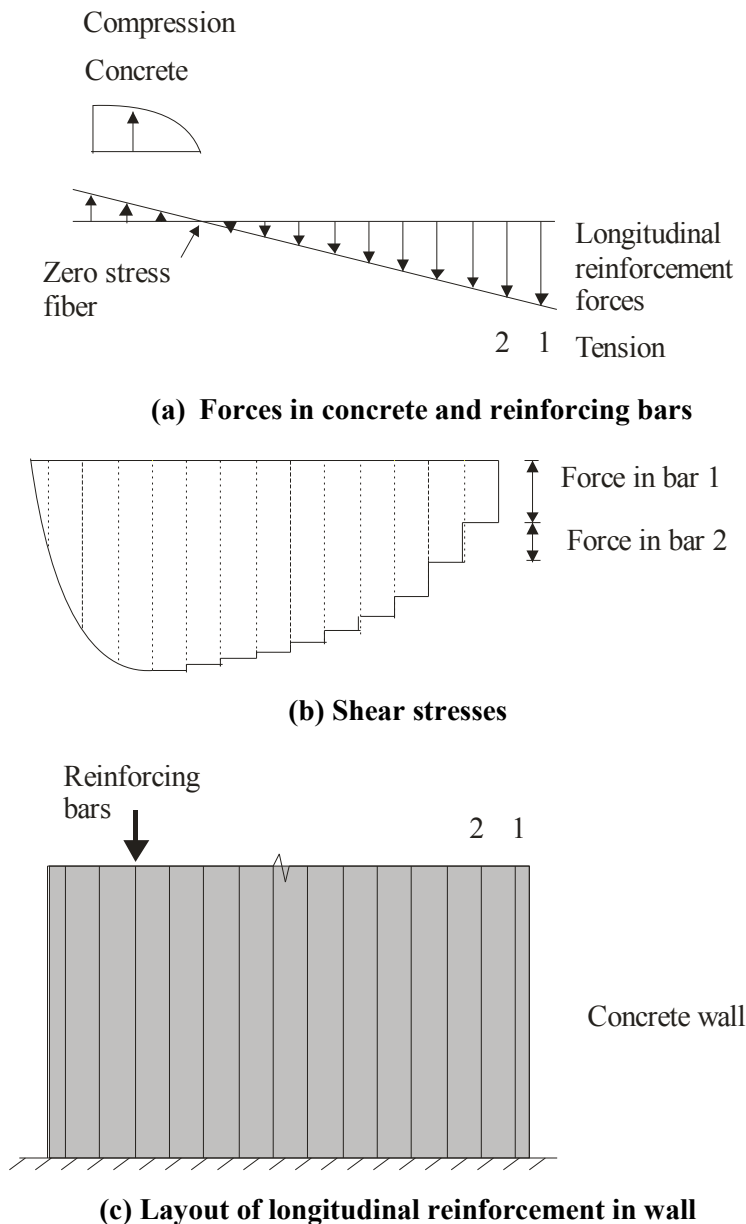 Compression
Concrete
Zero stress
fiber
Longitudinal
reinforcement
forces
2 1 Tension
(a) Forces in concrete and reinforcing bars
Force in bar 1
Force in bar 2
(b) Shear stresses
Reinforcing
bars
2 1
Concrete wall
(c) Layout of longitudinal reinforcement in wall